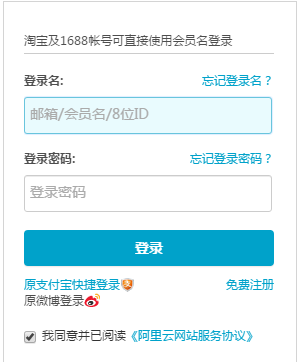 淘宝及1688帐号可直接使用会员名登录
登录名: 忘记登录名？
邮箱/会员名/8位ID
登录密码: 忘记登录密码？
登录密码
登录
原支付宝快捷登录 免费注册
原微博登录
我同意并已阅读《阿里云网站服务协议》